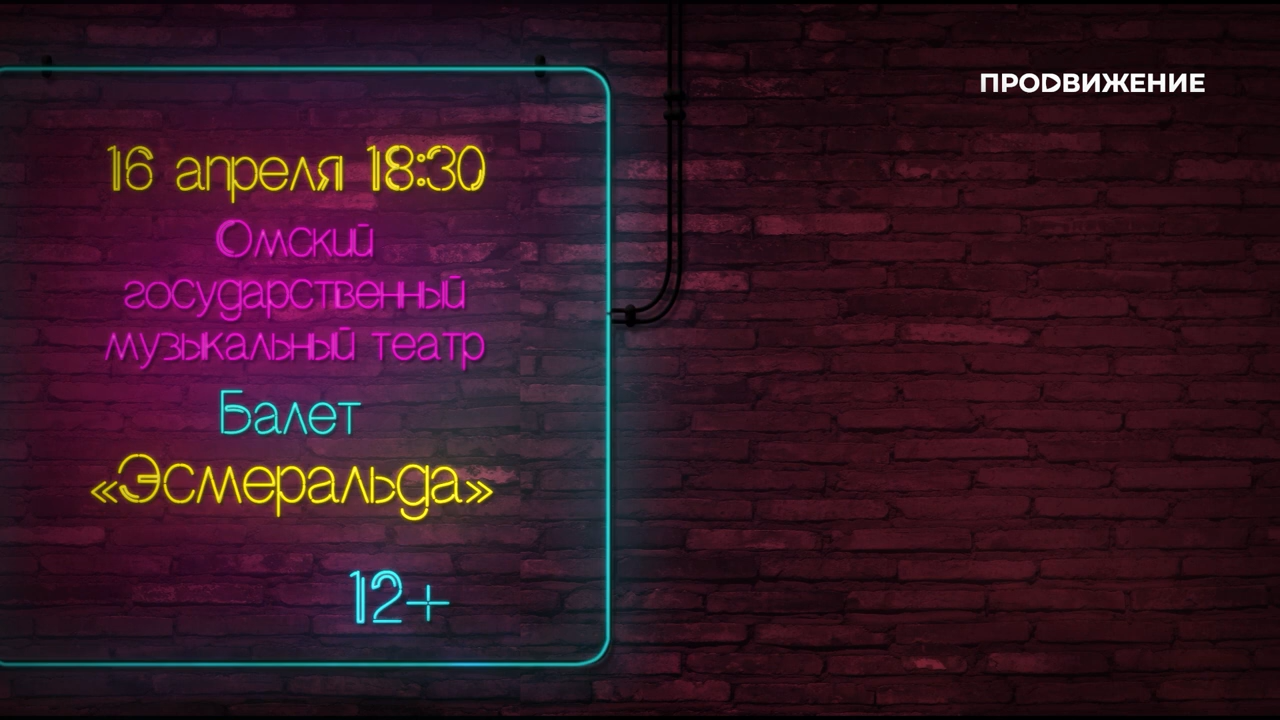 ПРОДВИЖЕНИЕ
16 апреля 18:30
Омский
государственный
музыкальный театр
Балет
«Эсмеральда»
12+